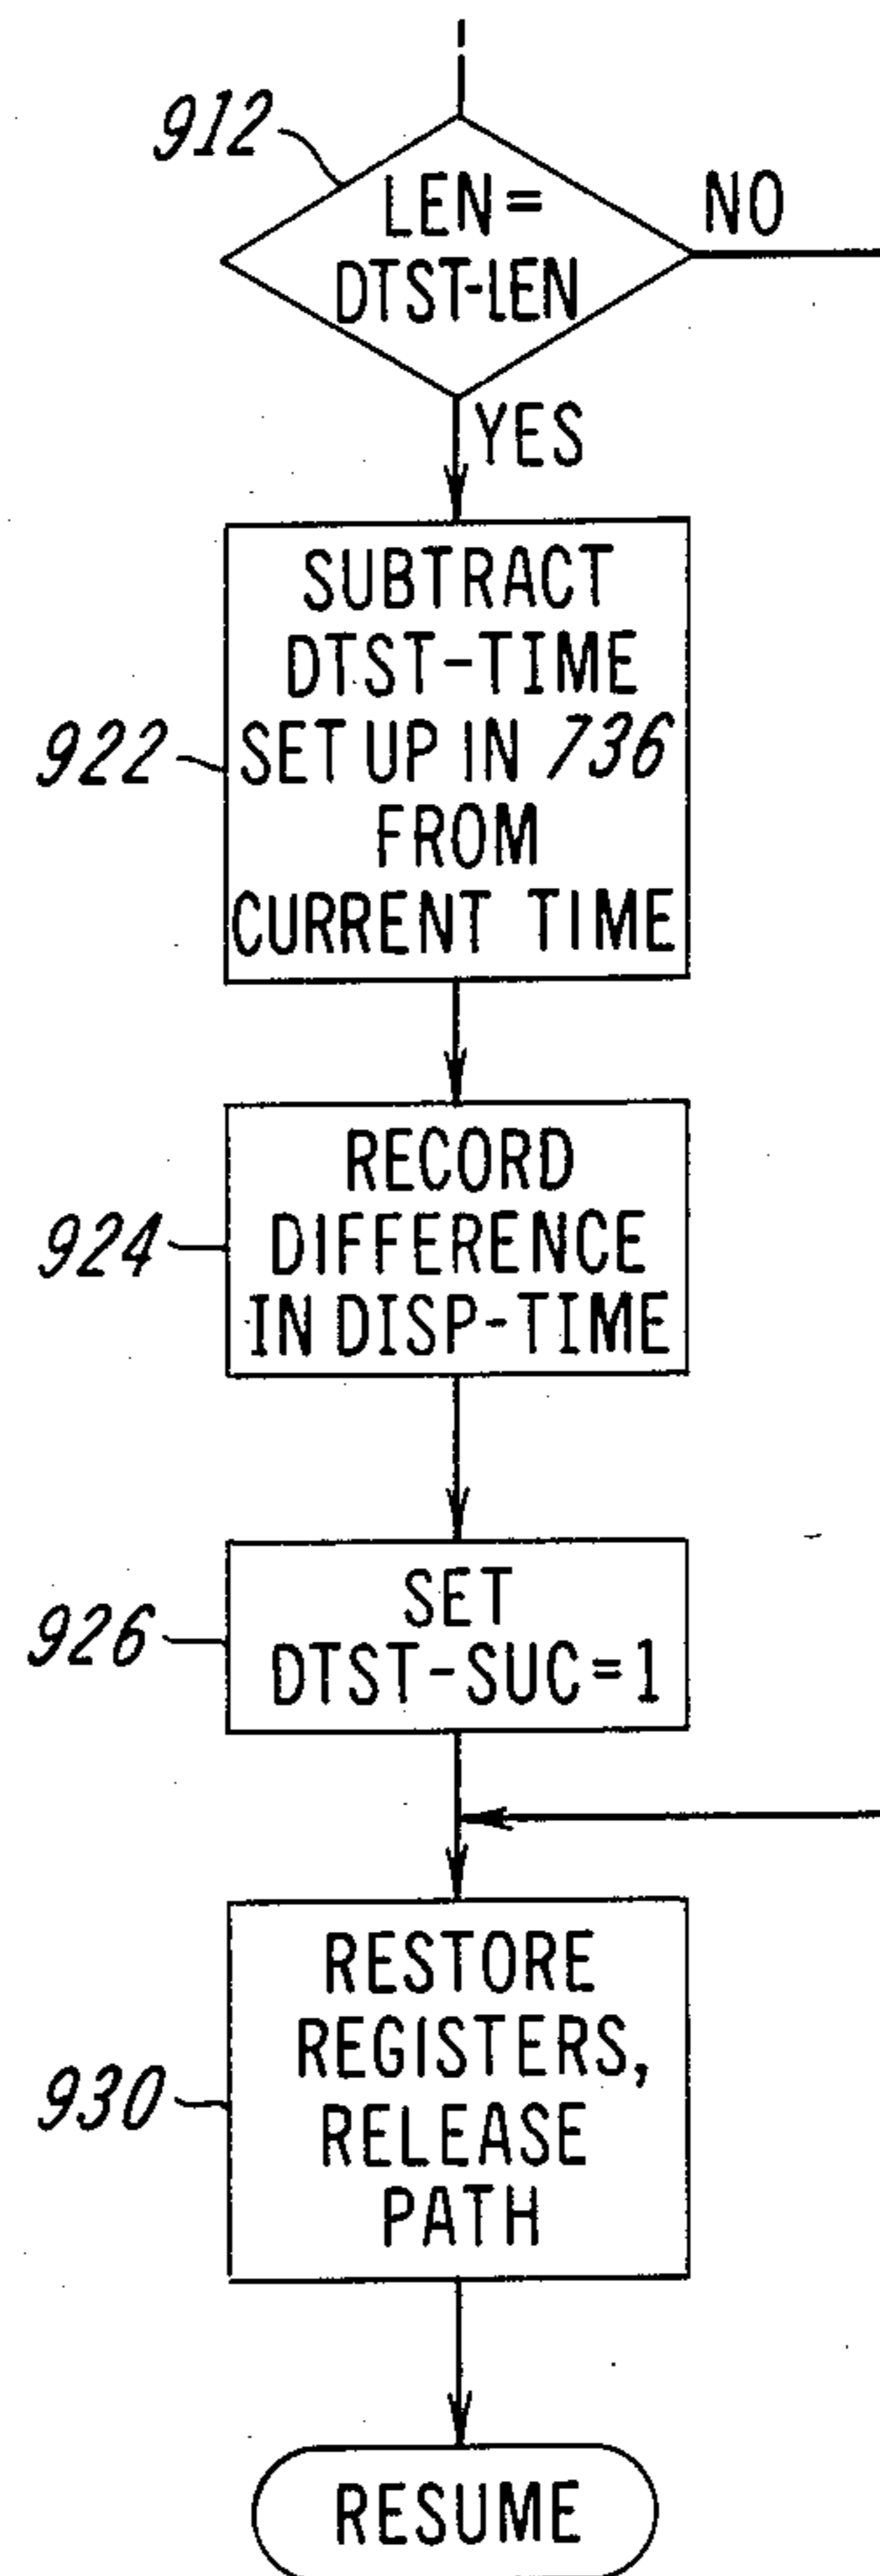 912
LEN=
DTST-LEN
NO
YES
SUBTRACT
DTST-TIME
922
SET UP IN 736
FROM
CURRENT TIME
RECORD
924
DIFFERENCE
IN DISP-TIME
SET
926
DTST-SUC=1
RESTORE
REGISTERS,
930
RELEASE
PATH
RESUME